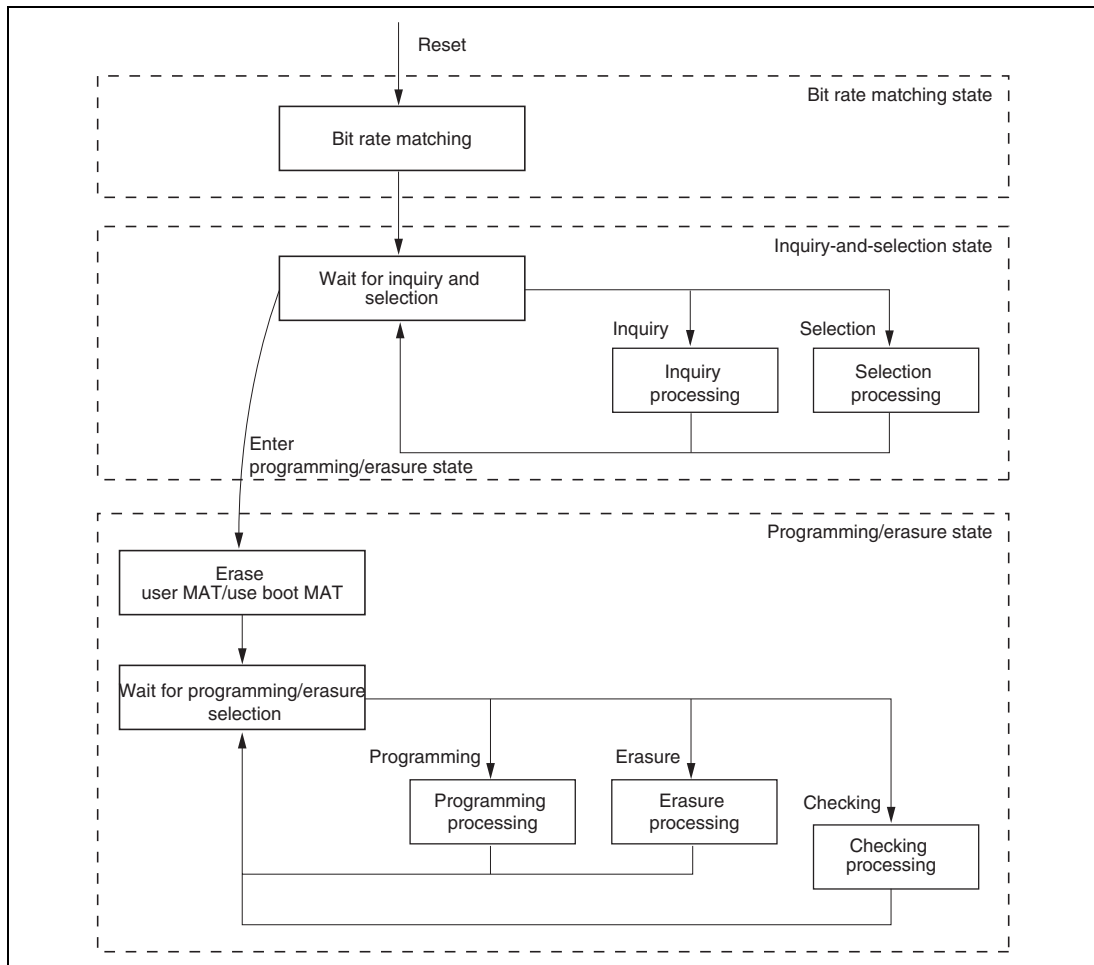 Reset
Bit rate matching state
Bit rate matching
Inquiry-and-selection state
Wait for inquiry and
selection
Inquiry
Selection
Inquiry
processing
Selection
processing
Enter
programming/erasure state
Programming/erasure state
Erase
user MAT/use boot MAT
Wait for programming/erasure
selection
Programming
Erasure
Checking
Programming
processing
Erasure
processing
Checking
processing